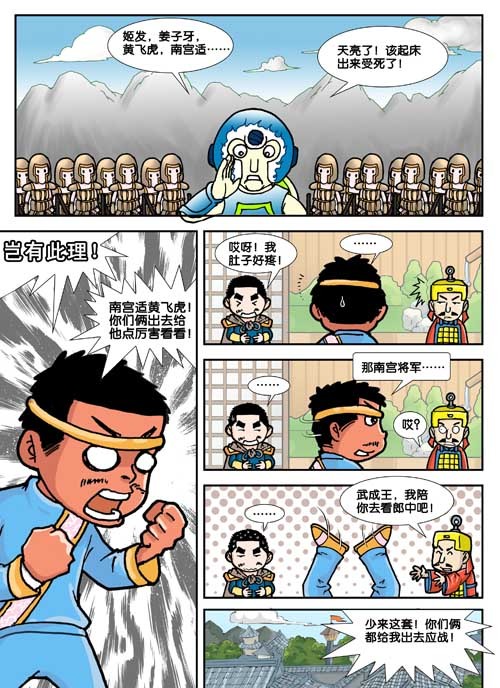 姬发，姜子牙，
黄飞虎，南宫适……
天亮了！该起床
出来受死了！
岂有此理！
南宫适黄飞虎！
你们俩出去给
他点厉害看看！
哎呀！我
肚子好疼！
……
……
那南宫将军……
哎？
……
武成王，我陪
你去看郎中吧！
少来这套！你们俩
都给我出去应战！